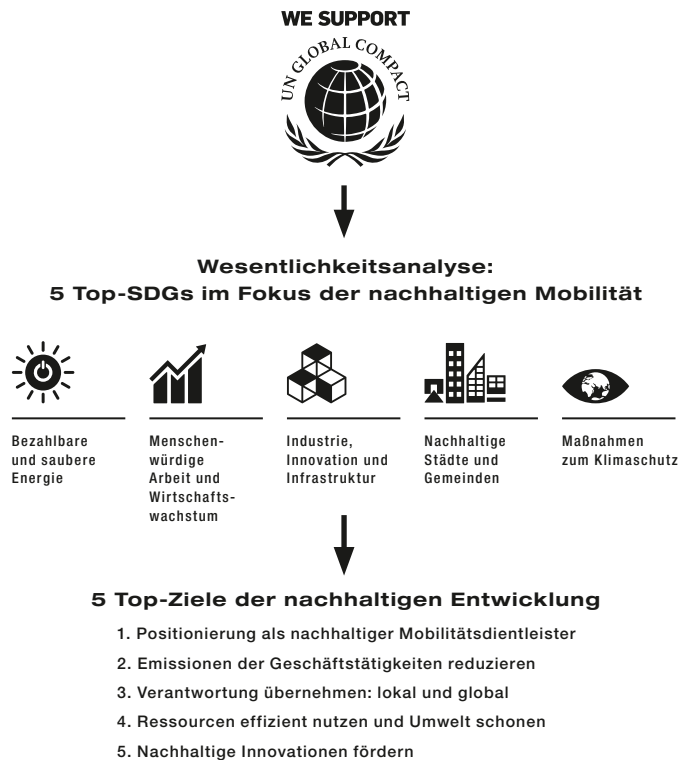 WE SUPPORT
UN GLOBAL COMPACT
Wesentlichkeitsanalyse:
5 Top-SDGs im Fokus der nachhaltigen Mobilität
Bezahlbare
und saubere
Energie
Menschen-
würdige
Arbeit und
Wirtschafts-
wachstum
Industrie,
Innovation und
Infrastruktur
Nachhaltige
Städte und
Gemeinden
Maßnahmen
zum Klimaschutz
5 Top-Ziele der nachhaltigen Entwicklung
1. Positionierung als nachhaltiger Mobilitätsdientleister
2. Emissionen der Geschäftstätigkeiten reduzieren
3. Verantwortung übernehmen: lokal und global
4. Ressourcen effizient nutzen und Umwelt schonen
5. Nachhaltige Innovationen fördern